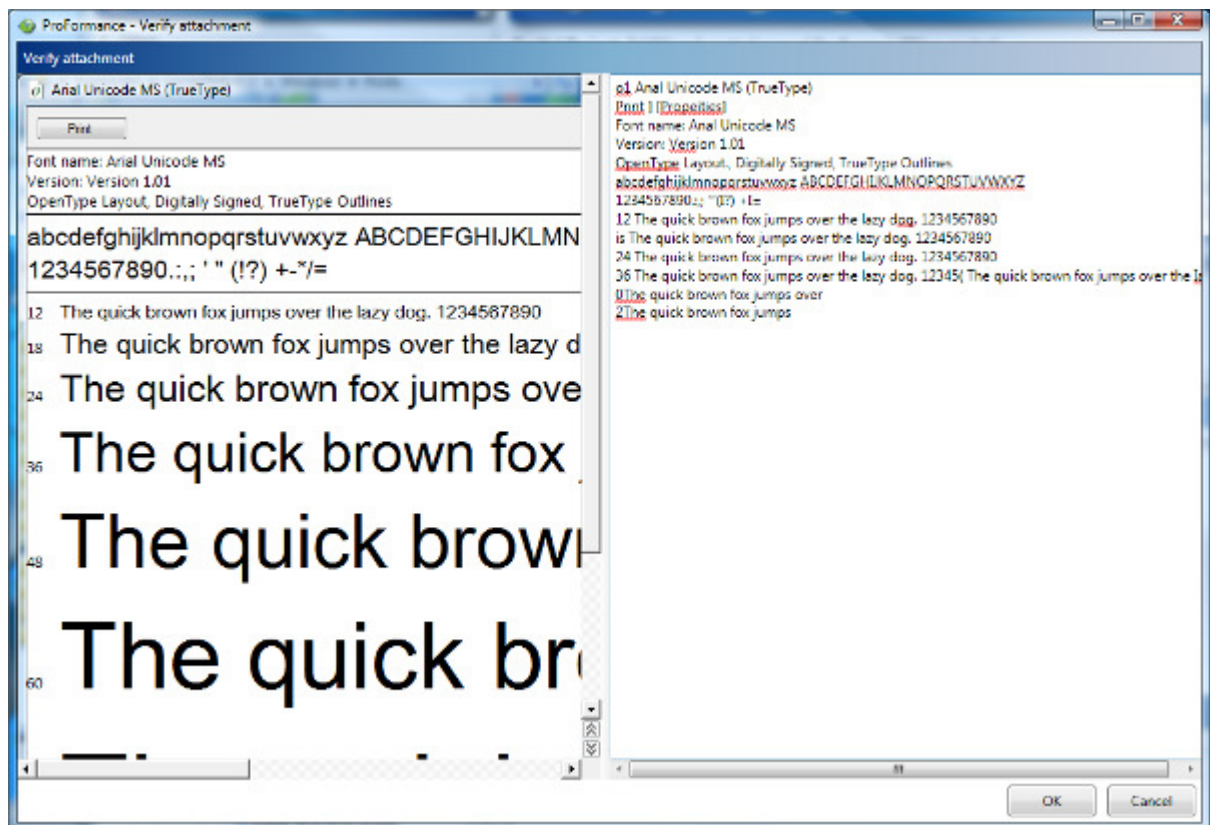 ProFormance - Verify attachment
Verify attachment
Arial Unicode MS (TrueType)
Print
Font name: Arial Unicode MS
Version: Version 1.01
OpenType Layout, Digitally Signed, TrueType Outlines
abcdefghijklmnopqrstuvwxyz ABCDEFGHIJKLMN
1234567890.:,; ' " (!?) +-*/=
12 The quick brown fox jumps over the lazy dog. 1234567890
18 The quick brown fox jumps over the lazy d
24 The quick brown fox jumps ove
36 The quick brown fox
48 The quick brow
60 The quick br
o1 Anal Unicode MS (TrueType)
Pnnt ] [Propeities]
Font name: Anal Unicode MS
Version: Version 1.01
OpenType Layout., Digitally Signed, TrueType Outlines
12 The quick brown fox jumps over the lazy dog. 1234567890
is The quick brown fox jumps over the lazy dog. 1234567890
24 The quick brown fox jumps over the lazy dog. 1234567890
36 The quick brown fox jumps over the lazy dog. 12345( The quick brown fox jumps over the
0The quick brown fox jumps over
2The quick brown fox jumps
OK
Cancel